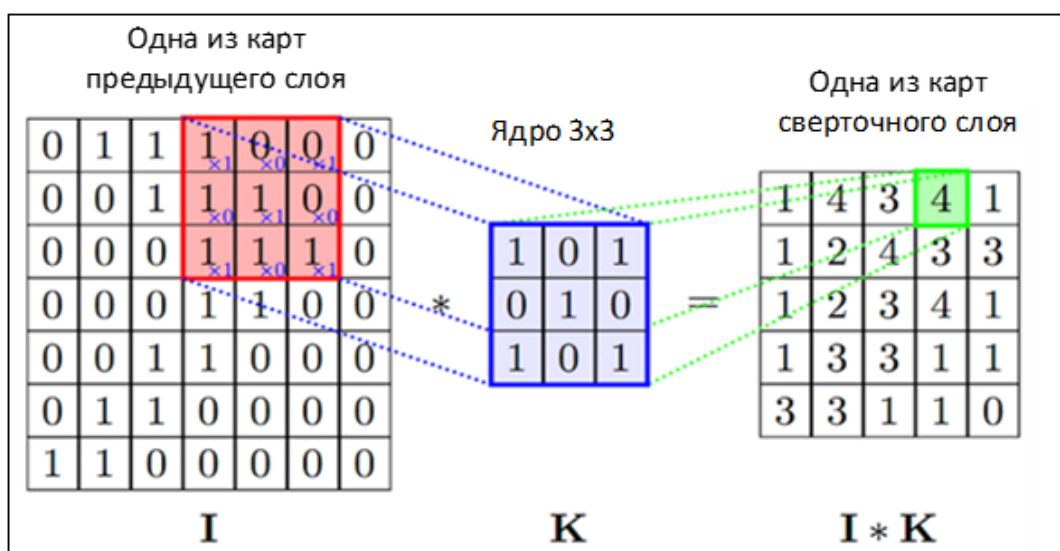 Одна из карт
предыдущего слоя
Ядро 3x3
Одна из карт
сверточного слоя
0 1 1 1 0 0 0
0 0 1 1 1 0 0
0 0 0 1 1 1 0
0 0 0 1 1 0 0
0 0 1 1 0 0 0
0 1 1 0 0 0 0
1 1 0 0 0 0 0
×1 ×0 ×1
×0 ×1 ×0
×1 ×0 ×1
I
*
1 0 1
0 1 0
1 0 1
K
=
1 4 3 4 1
1 2 4 3 3
1 2 3 4 1
1 3 3 1 1
3 3 1 1 0
I * K